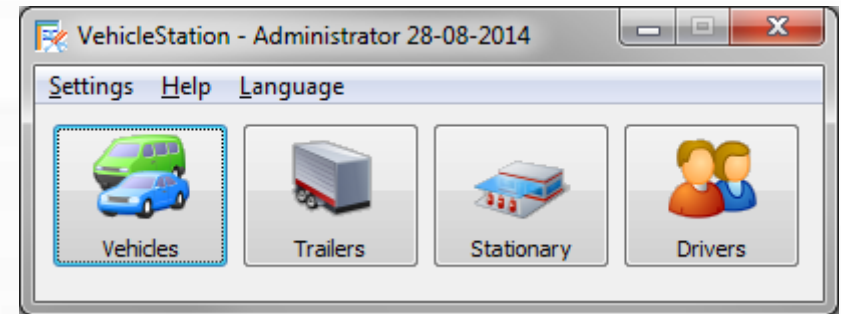 VehicleStation - Administrator 28-08-2014
Settings Help Language
Vehicles Trailers Stationary Drivers